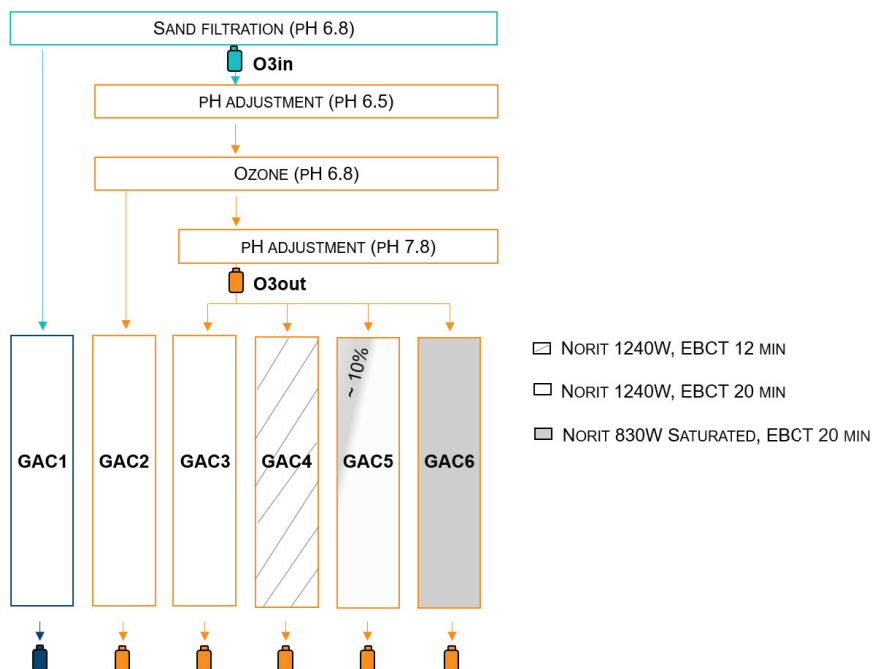 SAND FILTRATION (PH 6.8)
O3in
PH ADJUSTMENT (PH 6.5)
OZONE (PH 6.8)
PH ADJUSTMENT (PH 7.8)
O3out
~ 10%
NORIT 1240W, EBCT 12 MIN
NORIT 1240W, EBCT 20 MIN
NORIT 830W SATURATED, EBCT 20 MIN
GAC1 GAC2 GAC3 GAC4 GAC5 GAC6